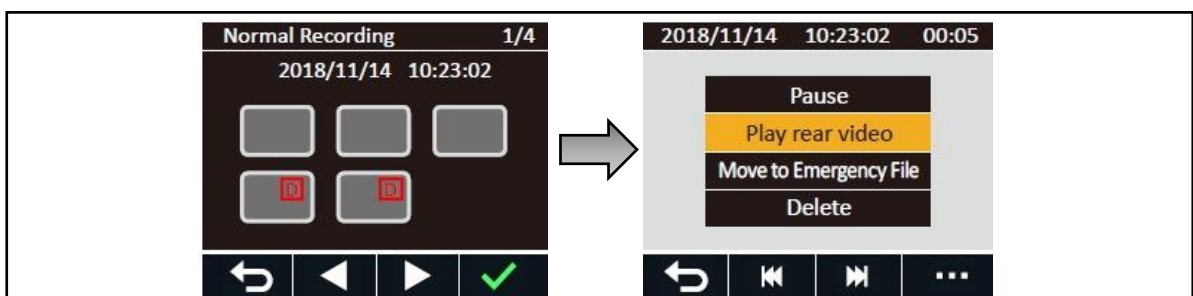 Normal Recording 1/4
2018/11/14 10:23:02
D D
2018/11/14 10:23:02 00:05
Pause
Play rear video
Move to Emergency File
Delete